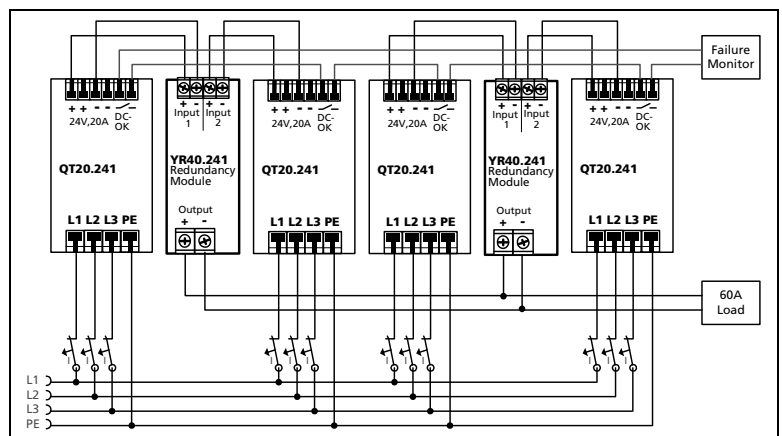 Failure
Monitor
+ + - -
24V,20A
DC-
OK
QT20.241
L1 L2 L3 PE
+ - + -
Input
1
Input
2
YR40.241
Redundancy
Module
Output
+ -
+ + - -
24V,20A
DC-
OK
QT20.241
L1 L2 L3 PE
+ + - -
24V,20A
DC-
OK
QT20.241
L1 L2 L3 PE
+ - + -
Input
1
Input
2
YR40.241
Redundancy
Module
Output
+ -
+ + - -
24V,20A
DC-
OK
QT20.241
L1 L2 L3 PE
60A
Load
I I I
I I I
I I I
I I I
L1
L2
L3
PE